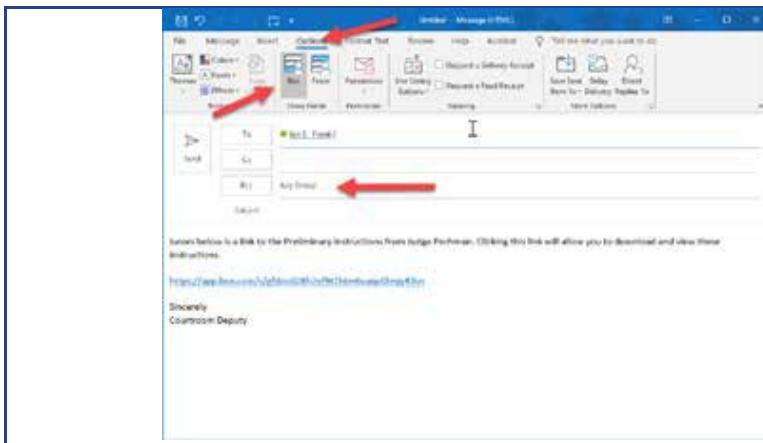 Untitled - Message (HTML)
File Message Insert Options Format Text Review Help Acrobat Tell me what you want to do
Themes Colors Fonts Effects
Bcc From
Permission
Use Voting Buttons
Request a Delivery Receipt
Request a Read Receipt
Save Sent Item To Delay Delivery Direct Replies To
Show Fields Permission Tracking More Options
Send
To
Cc
Bcc Jury Group
Subject
Jurors below is a link to the Preliminary Instructions from Judge
Clicking this link will allow you to download and view these
instructions.
Sincerely
Courtroom Deputy